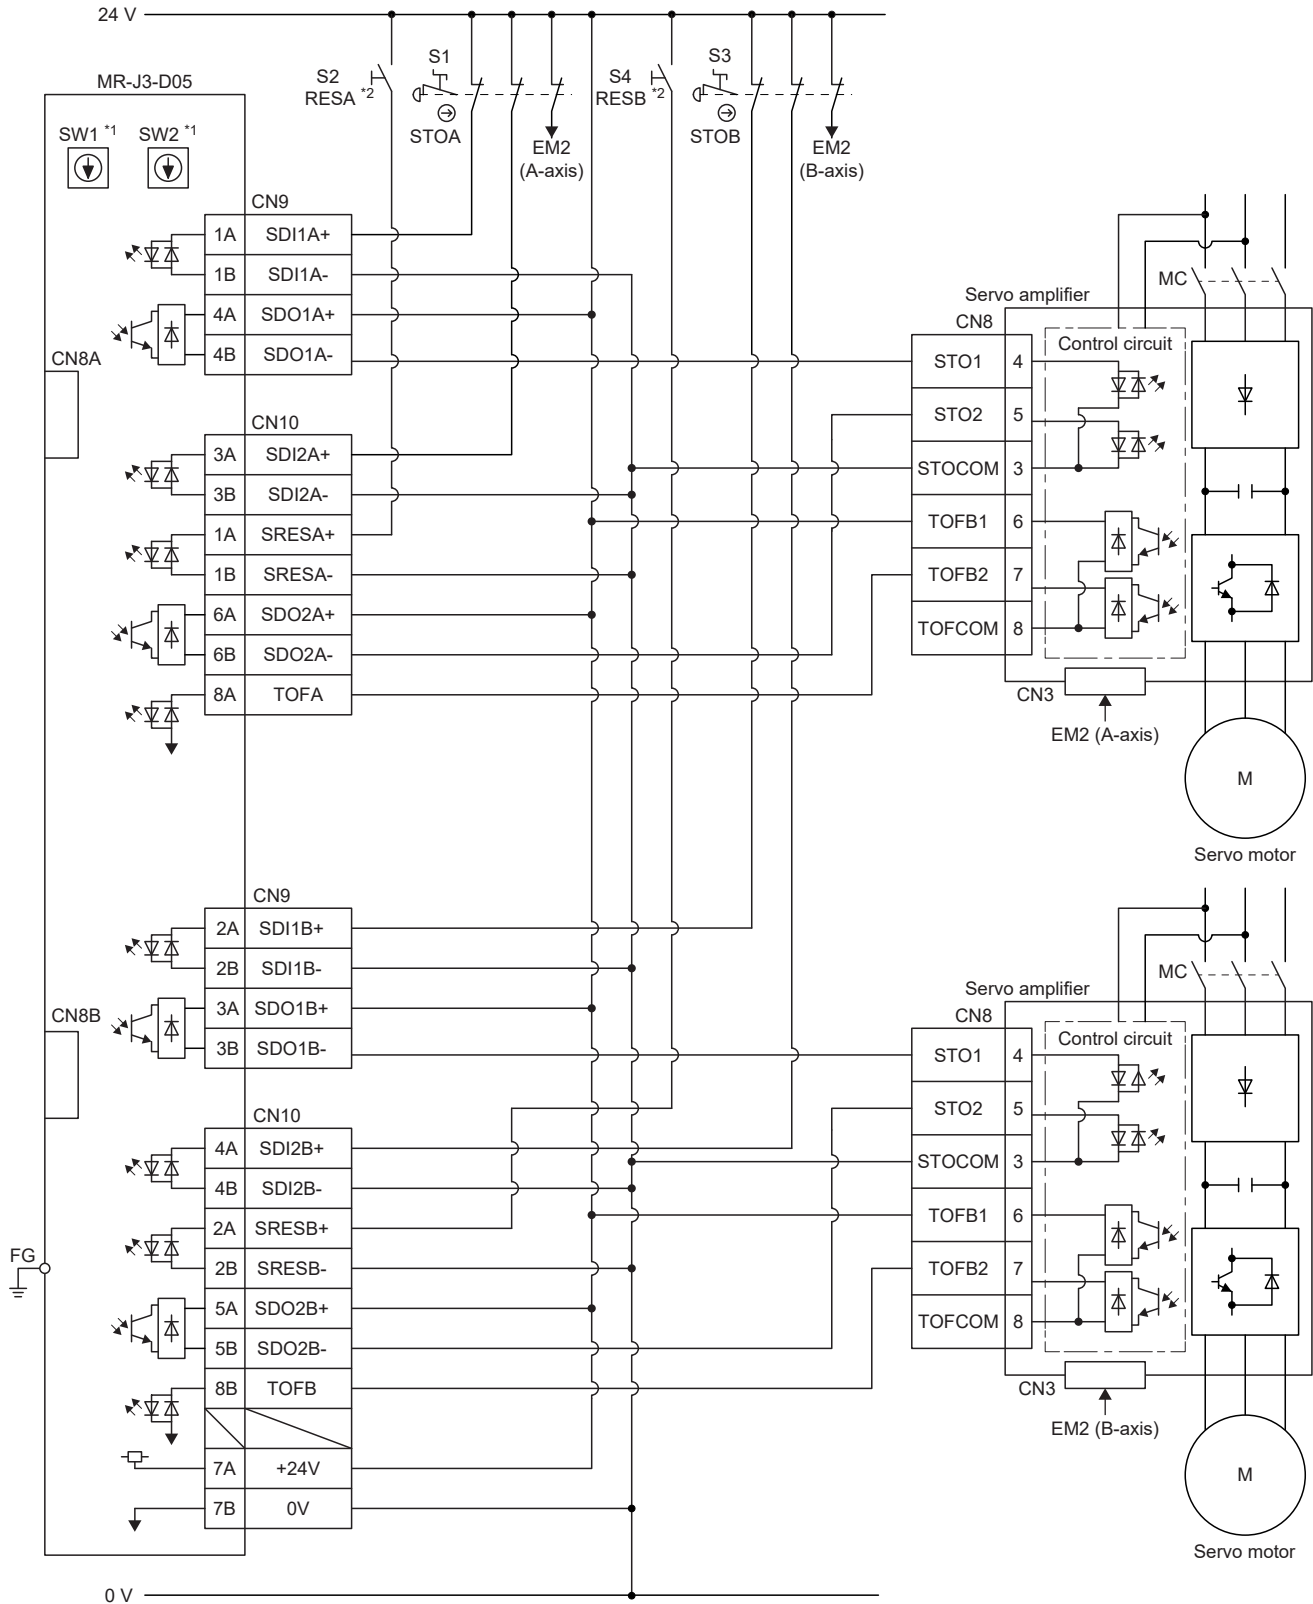 24 V
MR-J3-D05
SW1 *1
SW2 *1
S2
RESA *2
S1
STOA
EM2
(A-axis)
S4
RESB *2
S3
STOB
EM2
(B-axis)
CN9
1A SDI1A+
1B SDI1A-
4A SDO1A+
4B SDO1A-
CN8A
CN10
3A SDI2A+
3B SDI2A-
1A SRESA+
1B SRESA-
6A SDO2A+
6B SDO2A-
8A TOFA
MC
Servo amplifier
CN8
Control circuit
STO1 4
STO2 5
STOCOM 3
TOFB1 6
TOFB2 7
TOFCOM 8
CN3
EM2 (A-axis)
M
Servo motor
CN9
2A SDI1B+
2B SDI1B-
3A SDO1B+
3B SDO1B-
CN8B
CN10
4A SDI2B+
4B SDI2B-
2A SRESB+
2B SRESB-
5A SDO2B+
5B SDO2B-
8B TOFB
7A +24V
7B 0V
FG
MC
Servo amplifier
CN8
Control circuit
STO1 4
STO2 5
STOCOM 3
TOFB1 6
TOFB2 7
TOFCOM 8
CN3
EM2 (B-axis)
M
Servo motor
0 V